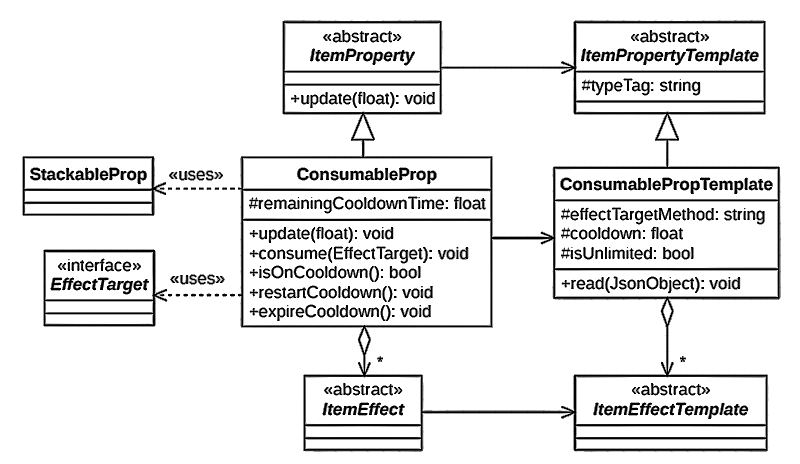 «abstract»
ItemProperty
+update(float): void
«abstract»
ItemPropertyTemplate
#typeTag: string
StackableProp
«uses»
ConsumableProp
#remainingCooldownTime: float
+update(float): void
+consume(EffectTarget): void
+isOnCooldown(): bool
+restartCooldown(): void
+expireCooldown(): void
ConsumablePropTemplate
#effectTargetMethod: string
#cooldown: float
#isUnlimited: bool
+read(JsonObject): void
«interface»
EffectTarget
«uses»
*
*
«abstract»
ItemEffect
«abstract»
ItemEffectTemplate